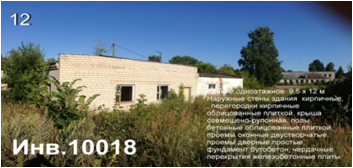 12
одноэтажное 9,5 х 12 м
Наружные стены здания кирпичные,
перегородки кирпичные
облицованные плиткой, крыша
совмещено-рулонная, полы
бетонные облицованные плиткой,
проемы оконные двустворчатые,
проемы дверные простые
фундамент бутобетон, чердачные
перекрытия железобетонные плиты
Инв.10018